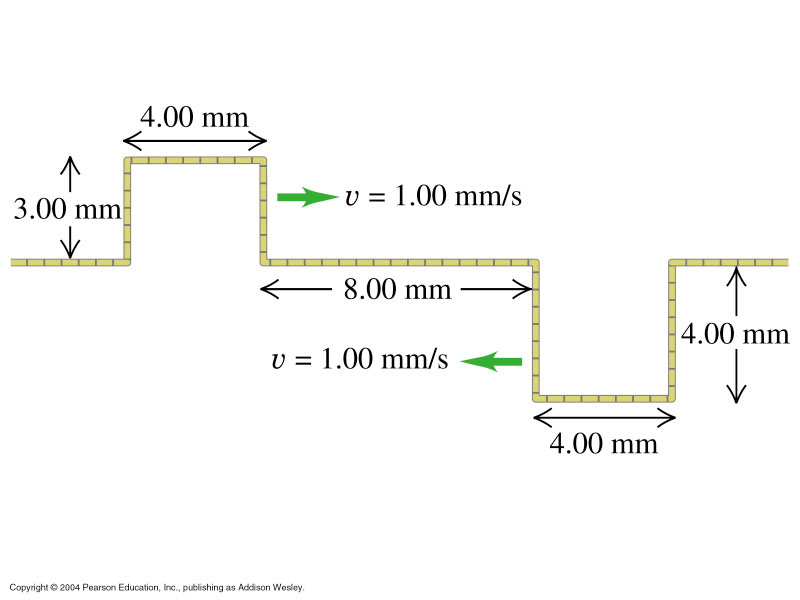 4.00 mm
3.00 mm
v = 1.00 mm/s
8.00 mm
v = 1.00 mm/s
4.00 mm
4.00 mm
Copyright © 2004 Pearson Education, Inc., publishing as Addison Wesley.